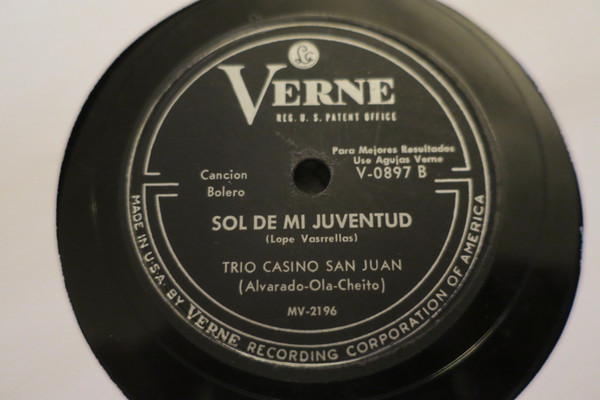 VERNE
REG. U. S. PATENT OFFICE
Para Mejores Resultados
Use Agujas Verne
Cancion
Bolero
V-0897 B
SOL DE MI JUVENTUD
(Lope Vasrrellas)
TRIO CASINO SAN JUAN
(Alvarado-Ola-Cheito)
MV-2196
MADE IN U.S.A. BY VERNE RECORDING CORPORATION OF AMERICA